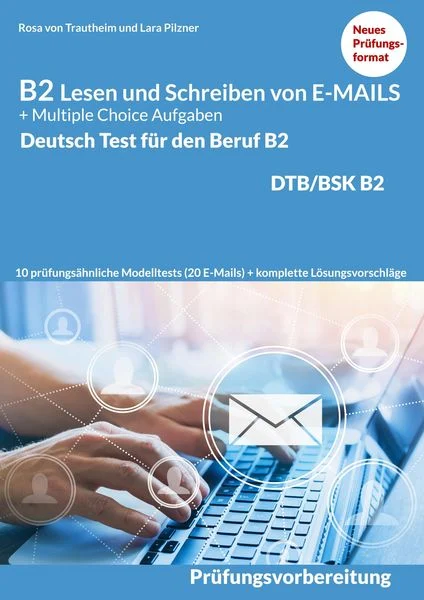 Rosa von Trautheim und Lara Pilzner
Neues
Prüfungs-
format
B2 Lesen und Schreiben von E-MAILS
+ Multiple Choice Aufgaben
Deutsch Test für den Beruf B2
DTB/BSK B2
10 prüfungsähnliche Modelltests (20 E-Mails) + komplette Lösungsvorschläge
Prüfungsvorbereitung